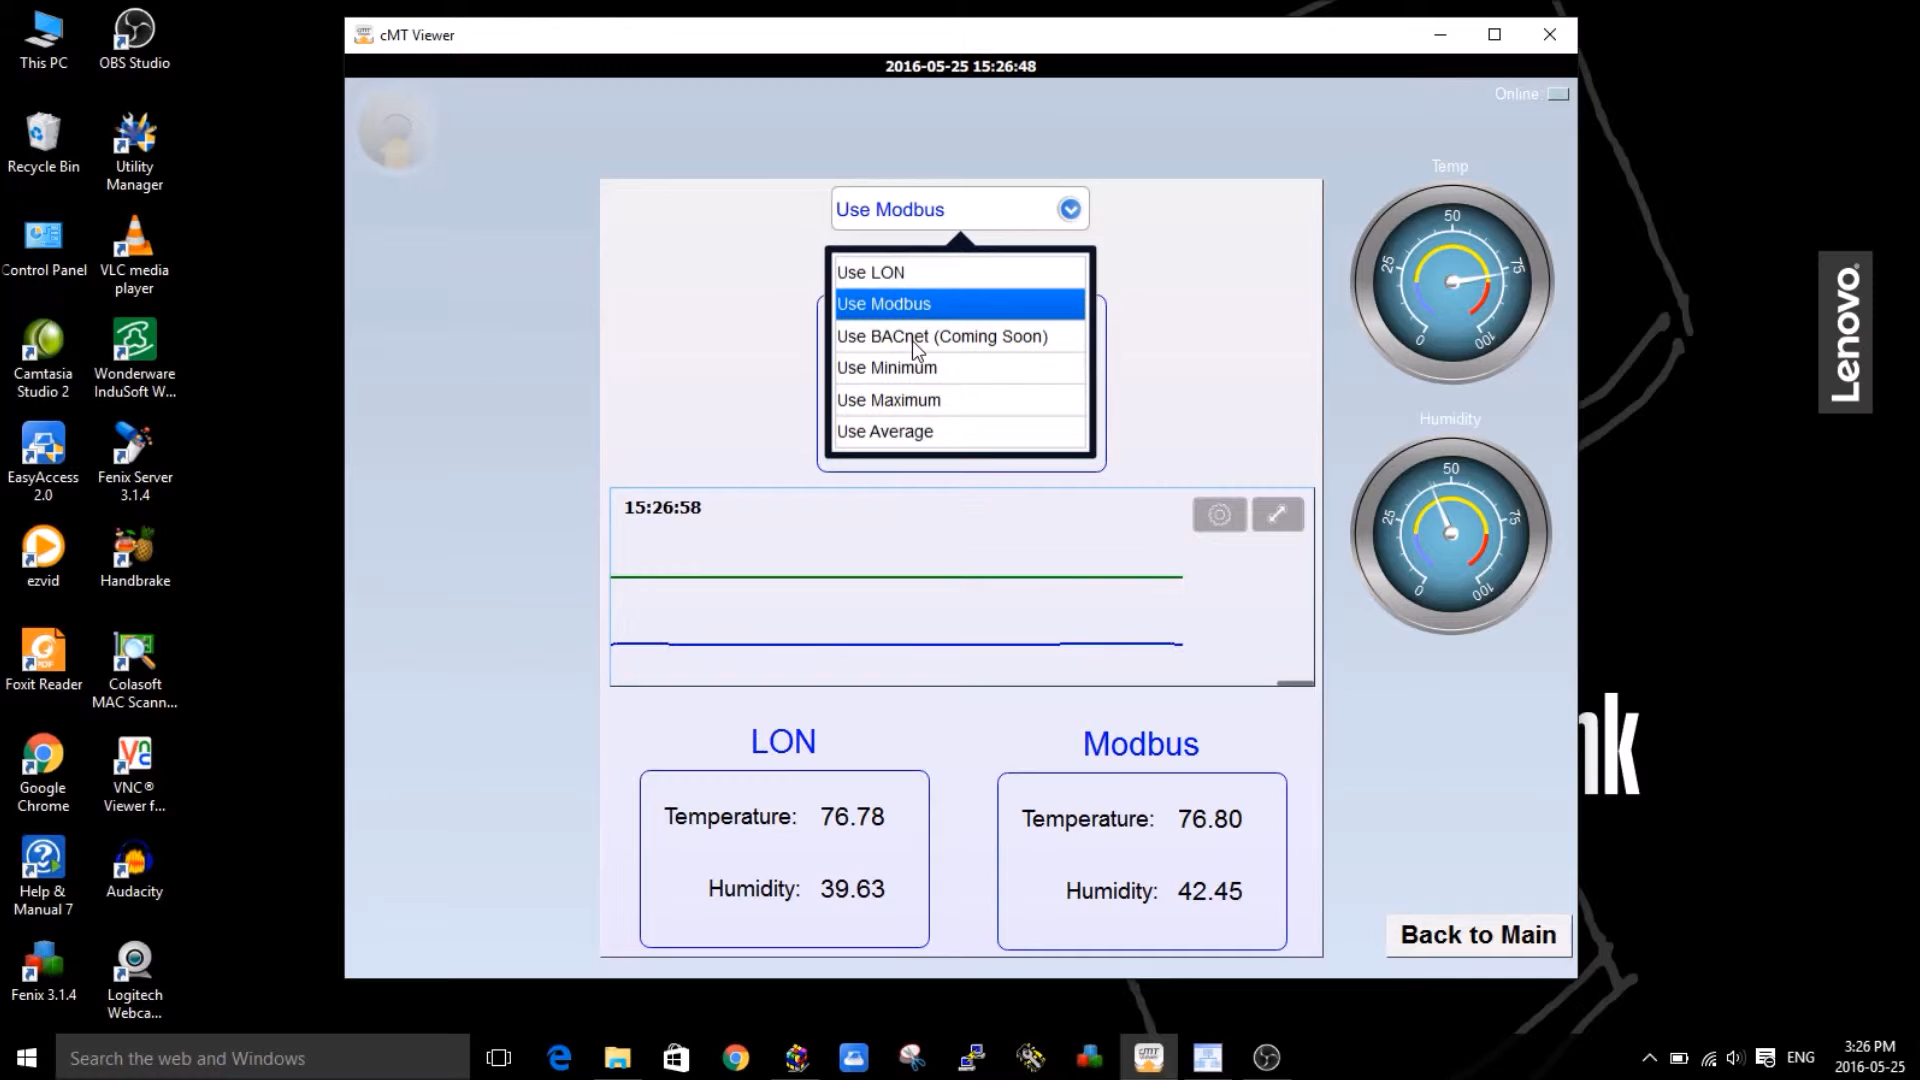 This PC
OBS Studio
Recycle Bin
Utility
Manager
Control Panel
VLC media
player
Camtasia
Studio 2
Wonderware
InduSoft W...
EasyAccess
2.0
Fenix Server
3.1.4
ezvid
Handbrake
Foxit Reader
Colasoft
MAC Scann...
Google
Chrome
VNC®
Viewer f...
Help &
Manual 7
Audacity
Fenix 3.1.4
Logitech
Webca...
cMT Viewer
2016-05-25 15:26:48
Online
Use Modbus
Use LON
Use Modbus
Use BACnet (Coming Soon)
Use Minimum
Use Maximum
Use Average
15:26:58
LON
Temperature: 76.78
Humidity: 39.63
Modbus
Temperature: 76.80
Humidity: 42.45
Temp
0 25 50 75 100
Humidity
0 25 50 75 100
Back to Main
Lenovo
nk
Search the web and Windows
ENG
3:26 PM
2016-05-25